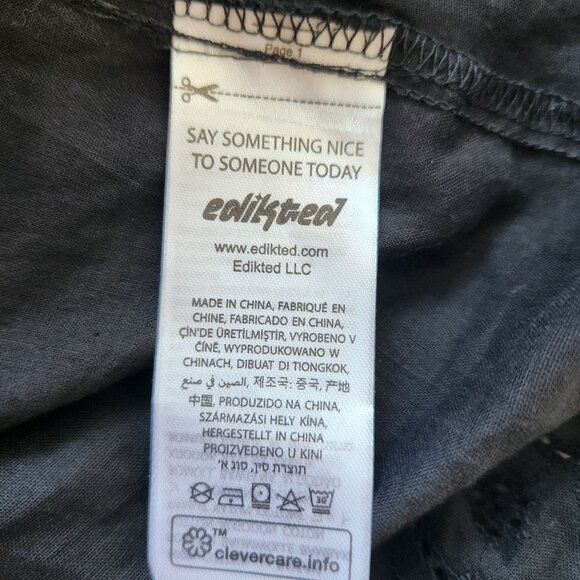 Page 1
SAY SOMETHING NICE
TO SOMEONE TODAY
edikted
www.edikted.com
Edikted LLC
MADE IN CHINA, FABRIQUÉ EN
CHINE, FABRICADO EN CHINA,
ÇİN'DE ÜRETİLMİŞTİR, VYROBENO V
ČÍNĚ, WYPRODUKOWANO W
CHINACH, DIBUAT DI TIONGKOK,
الصين في صنع, 제조국: 중국, 产地
中国, PRODUZIDO NA CHINA,
SZÁRMAZÁSI HELY KÍNA,
HERGESTELLT IN CHINA
PROIZVEDENO U KINI
תוצרת סין, סוג א'
30°
™
clevercare.info